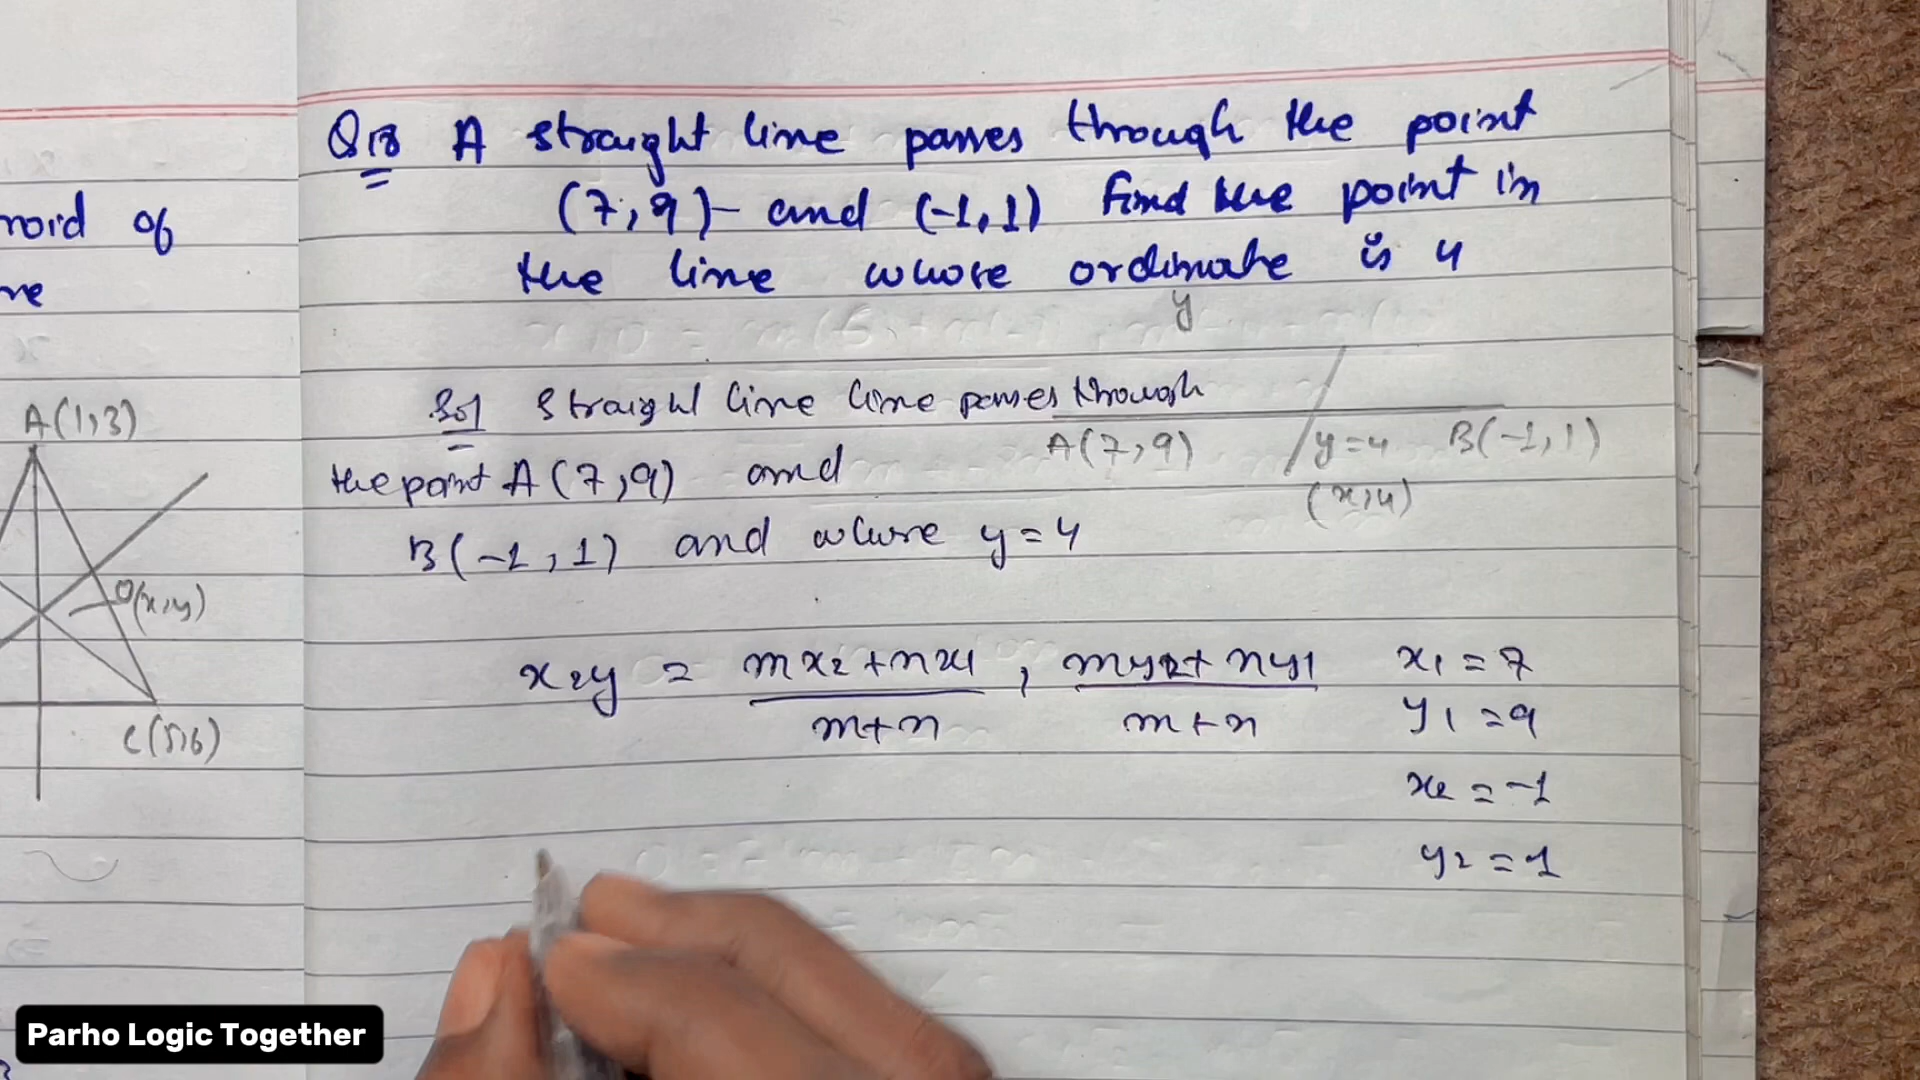 noid of
ne
A(1,3)
O(x,y)
C(5,6)
Q13 A straight line passes through the point
(7,9) and (-1,1) find the point in
the line whose ordinate is 4
y
Sol straight line line passes through
the point A(7,9) and
B(-1,1) and where y=4
A(7,9) y=4 B(-1,1)
(x,4)
x,y = mx2+nx1 / m+n , my2+ny1 / m+n
x1=7
y1=9
x2=-1
y2=1
Parho Logic Together